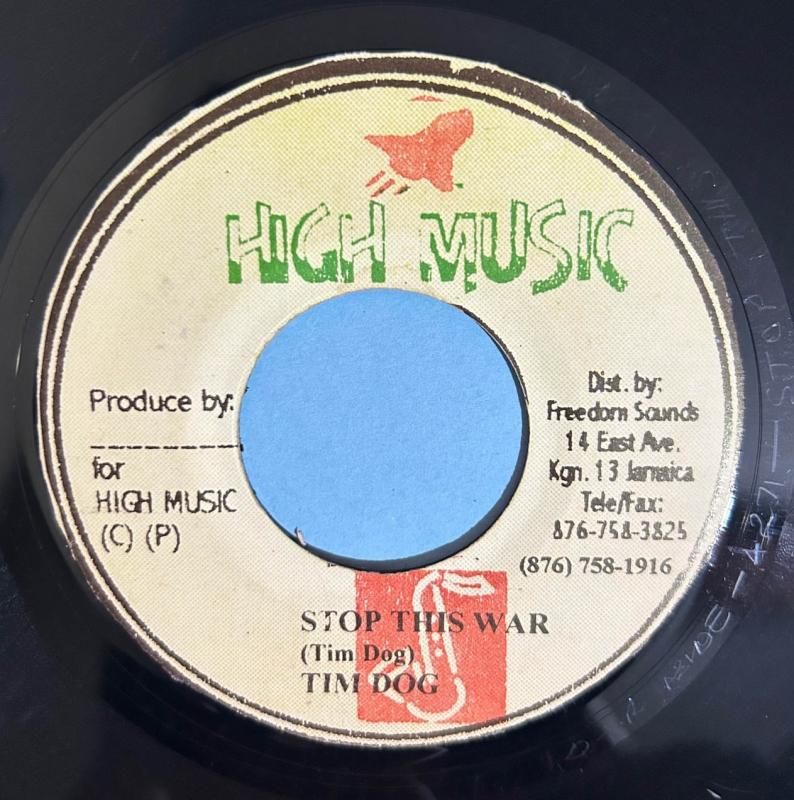 HIGH MUSIC
Produce by:
for
HIGH MUSIC
(C) (P)
Dist. by:
Freedom Sounds
14 East Ave.
Kgn. 13 Jamaica
Tele/Fax:
876-758-3825
(876) 758-1916
STOP THIS WAR
(Tim Dog)
TIM DOG